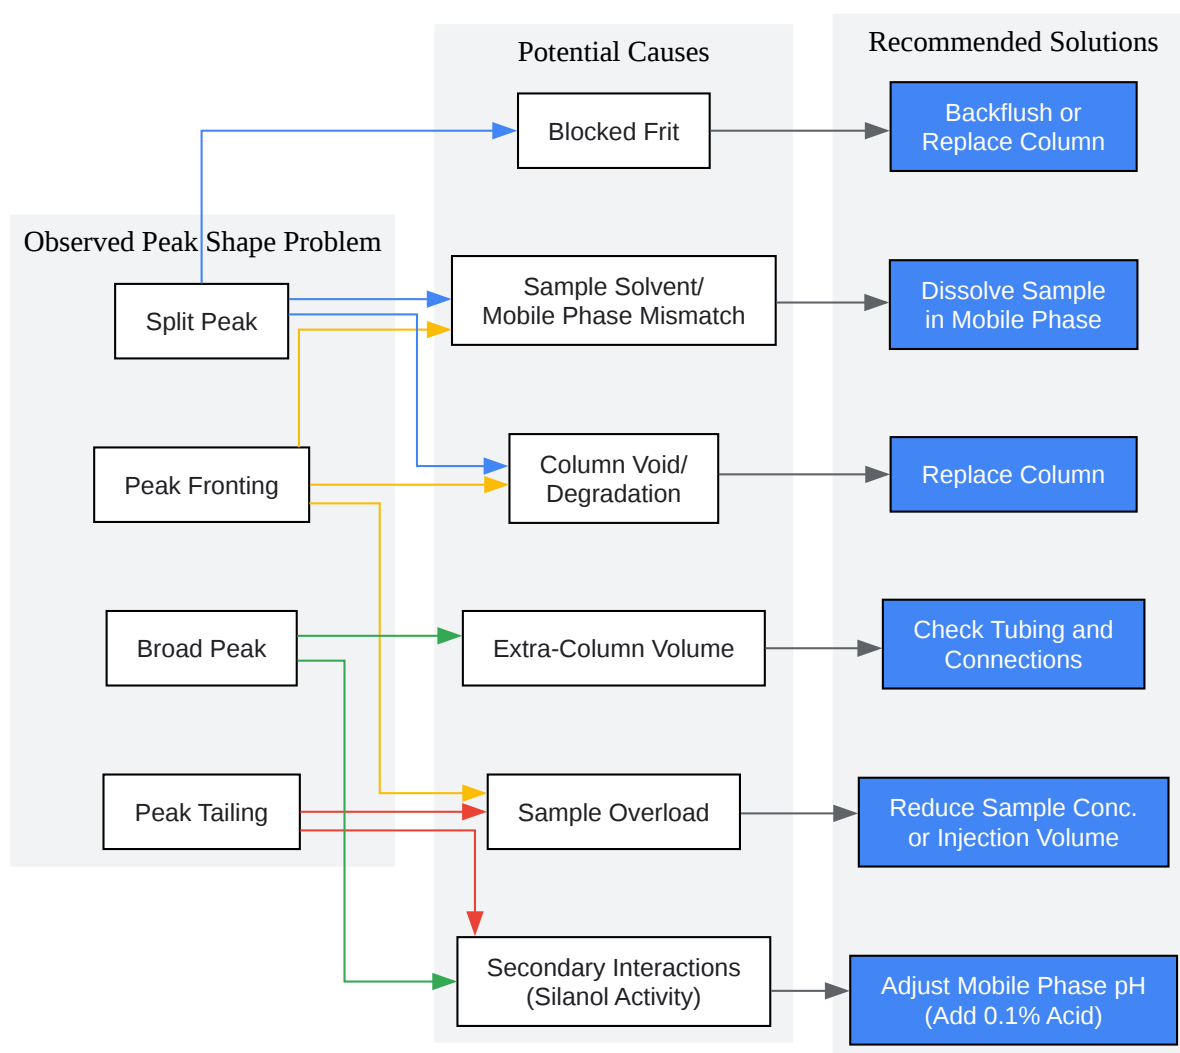 Observed Peak Shape Problem
Split Peak
Peak Fronting
Broad Peak
Peak Tailing
Potential Causes
Blocked Frit
Sample Solvent/
Mobile Phase Mismatch
Column Void/
Degradation
Extra-Column Volume
Sample Overload
Secondary Interactions
(Silanol Activity)
Recommended Solutions
Backflush or
Replace Column
Dissolve Sample
in Mobile Phase
Replace Column
Check Tubing and
Connections
Reduce Sample Conc.
or Injection Volume
Adjust Mobile Phase pH
(Add 0.1% Acid)